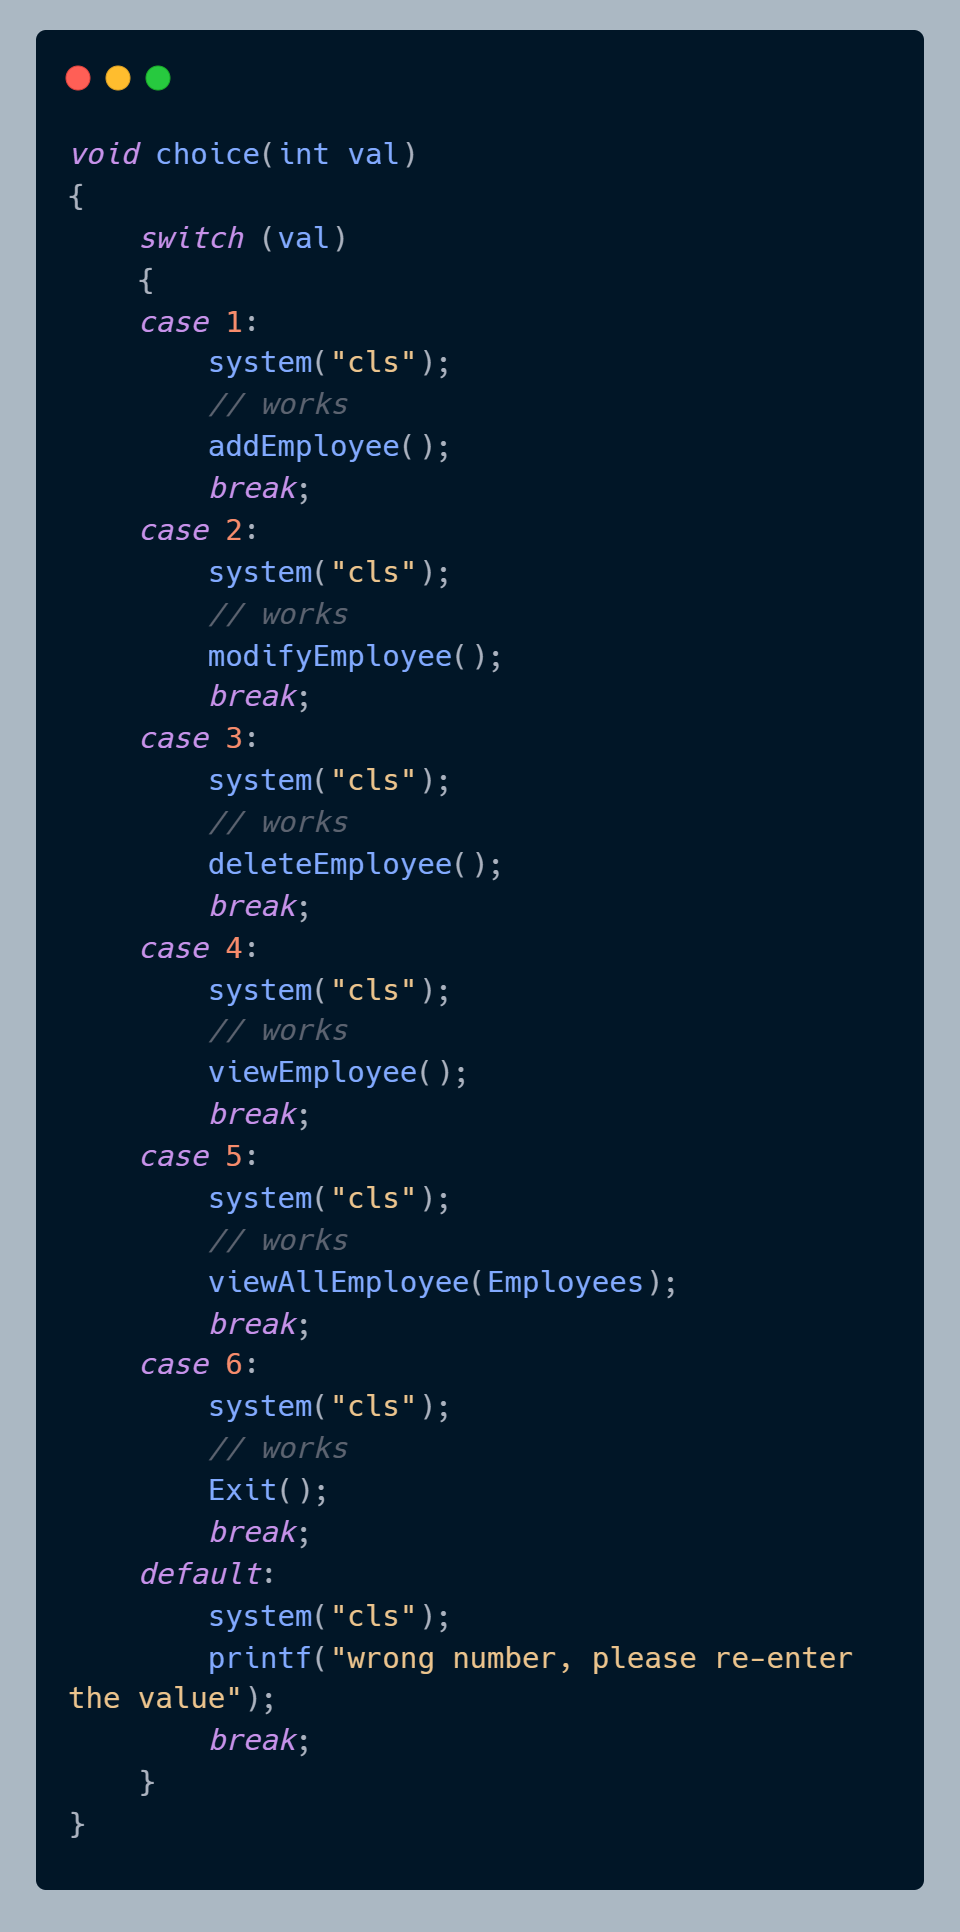 void choice(int val)
{
    switch (val)
    {
    case 1:
        system("cls");
        // works
        addEmployee();
        break;
    case 2:
        system("cls");
        // works
        modifyEmployee();
        break;
    case 3:
        system("cls");
        // works
        deleteEmployee();
        break;
    case 4:
        system("cls");
        // works
        viewEmployee();
        break;
    case 5:
        system("cls");
        // works
        viewAllEmployee(Employees);
        break;
    case 6:
        system("cls");
        // works
        Exit();
        break;
    default:
        system("cls");
        printf("wrong number, please re-enter
the value");
        break;
    }
}